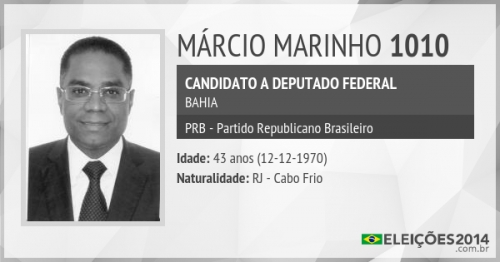 MÁRCIO MARINHO 1010
CANDIDATO A DEPUTADO FEDERAL
BAHIA
PRB - Partido Republicano Brasileiro
Idade: 43 anos (12-12-1970)
Naturalidade: RJ - Cabo Frio
ELEIÇÕES2014
.com.br